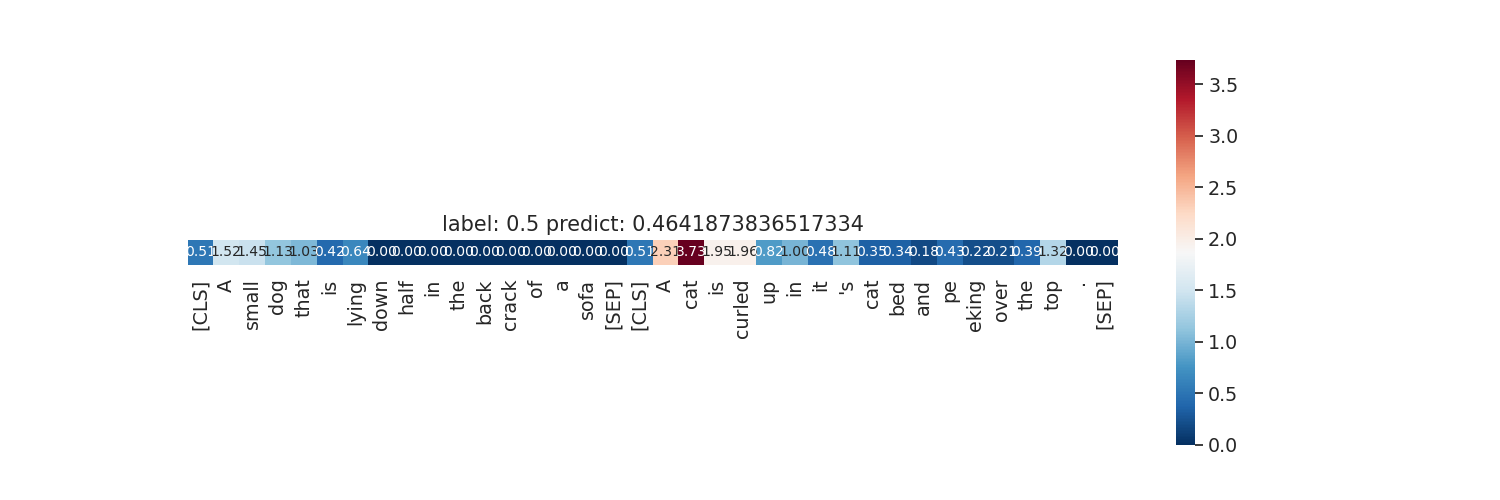 label: 0.5 predict: 0.4641873836517334
0.51 1.52 1.45 1.13 1.03 0.42 0.64 0.00 0.00 0.00 0.00 0.00 0.00 0.00 0.00 0.00 0.00 0.51 2.31 3.73 1.95 1.96 0.82 1.00 0.48 1.11 0.35 0.34 0.18 0.43 0.22 0.21 0.39 1.32 0.00 0.00
[CLS] A small dog that is lying down half in the back crack of a sofa [SEP] [CLS] A cat is curled up in it 's cat bed and pe eking over the top . [SEP]
3.5
3.0
2.5
2.0
1.5
1.0
0.5
0.0